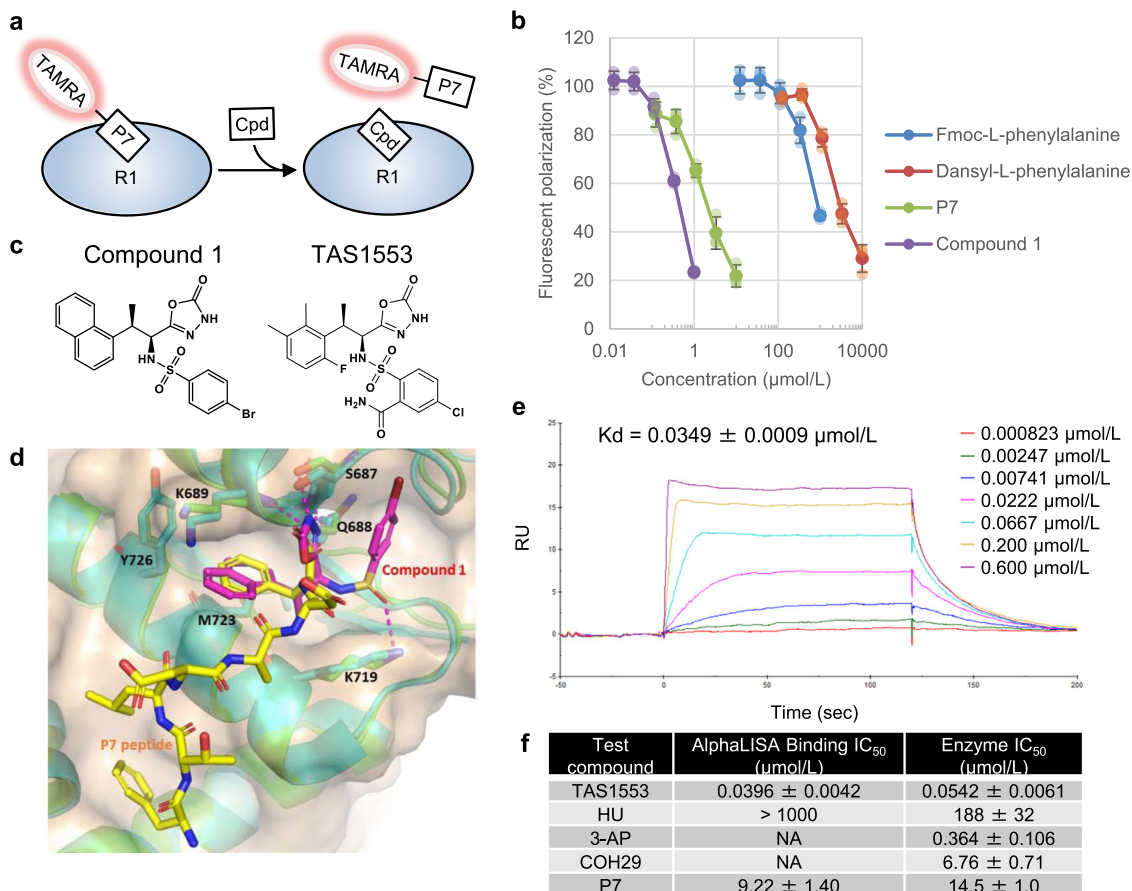 a
TAMRA
P7
R1
Cpd
TAMRA
P7
Cpd
R1
b
Fluorescent polarization (%)
120
100
80
60
40
20
0
0.01 1 100 10000
Concentration (µmol/L)
Fmoc-L-phenylalanine
Dansyl-L-phenylalanine
P7
Compound 1
c
Compound 1 TAS1553
O
O
O
NH
N
HN
S
O
O
Br
O
O
O
NH
N
HN
F
S
O
O
H2N
O
Cl
d
S687
K689
Q688
Y726
Compound 1
M723
K719
P7 peptide
e
Kd = 0.0349 ± 0.0009 µmol/L
RU
25
20
15
10
5
0
-5
-50 0 50 100 150 200
Time (sec)
0.000823 µmol/L
0.00247 µmol/L
0.00741 µmol/L
0.0222 µmol/L
0.0667 µmol/L
0.200 µmol/L
0.600 µmol/L
f
Test compound AlphaLISA Binding IC50 (µmol/L) Enzyme IC50 (µmol/L)
TAS1553 0.0396 ± 0.0042 0.0542 ± 0.0061
HU > 1000 188 ± 32
3-AP NA 0.364 ± 0.106
COH29 NA 6.76 ± 0.71
P7 9.22 ± 1.40 14.5 ± 1.0